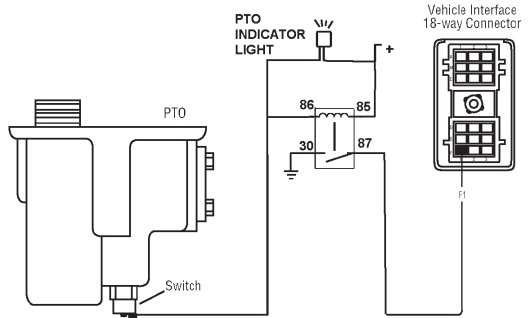 Vehicle Interface
18-way Connector
PTO
INDICATOR
LIGHT
+
PTO
86
85
30
87
F1
Switch